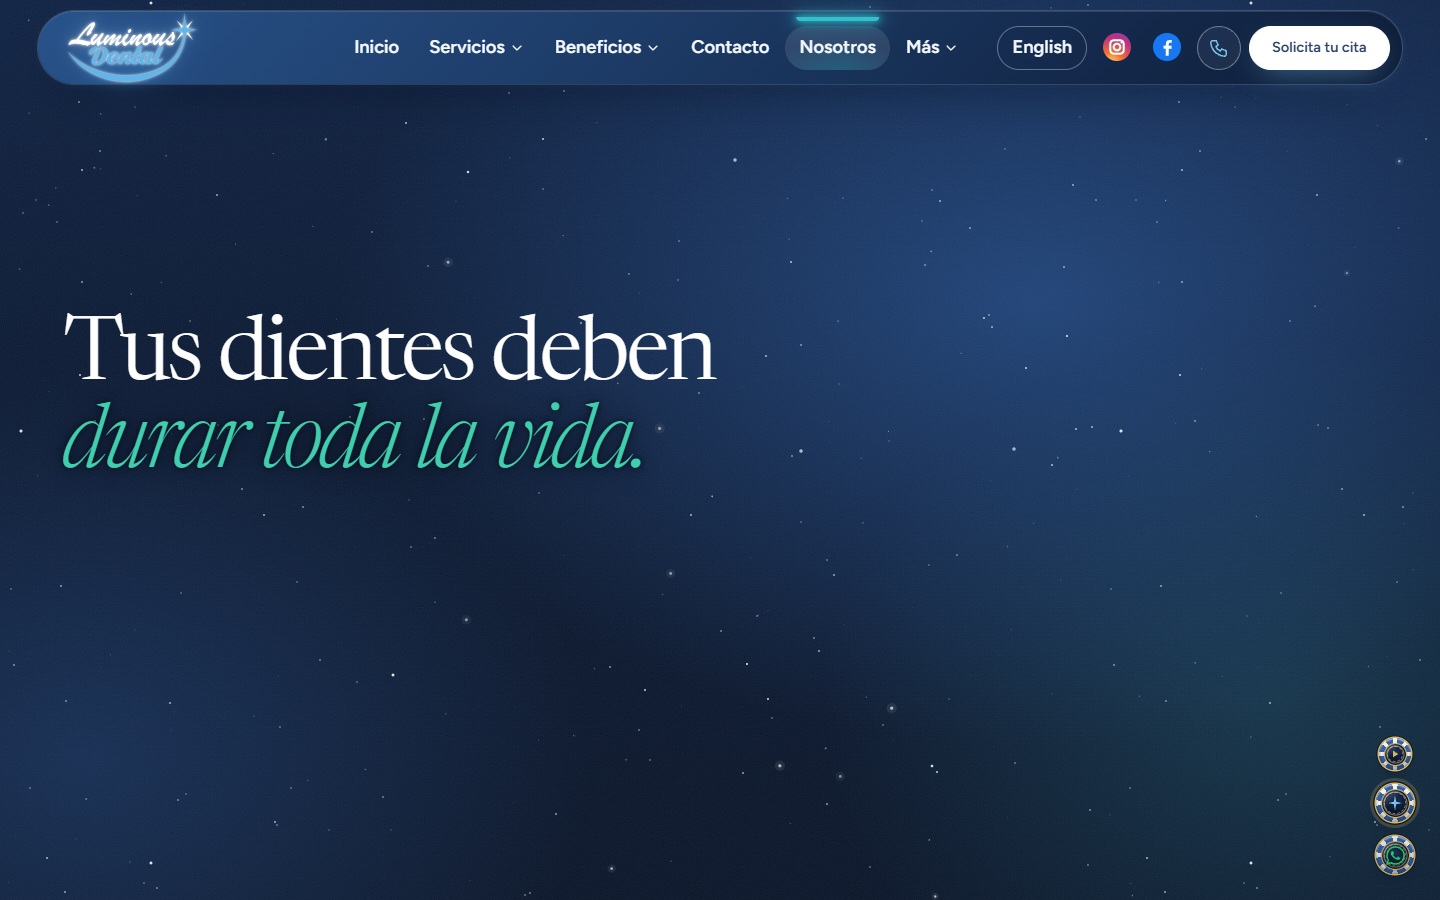 Luminous
Dental
Inicio
Servicios
Beneficios
Contacto
Nosotros
Más
English
Solicita tu cita
Tus dientes deben
durar toda la vida.